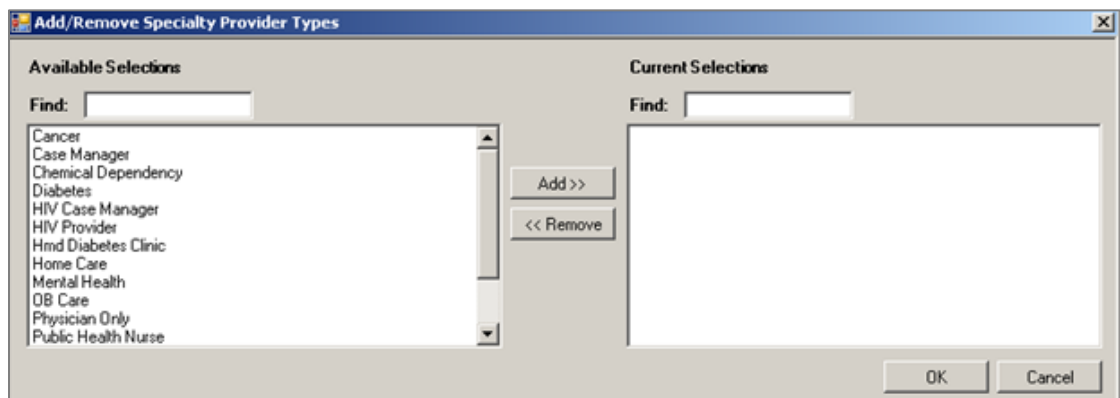 Add/Remove Specialty Provider Types
Available Selections
Current Selections
Find:
Find:
Cancer
Case Manager
Chemical Dependency
Diabetes
HIV Case Manager
HIV Provider
Hmd Diabetes Clinic
Home Care
Mental Health
OB Care
Physician Only
Public Health Nurse
Add >>
<< Remove
OK
Cancel